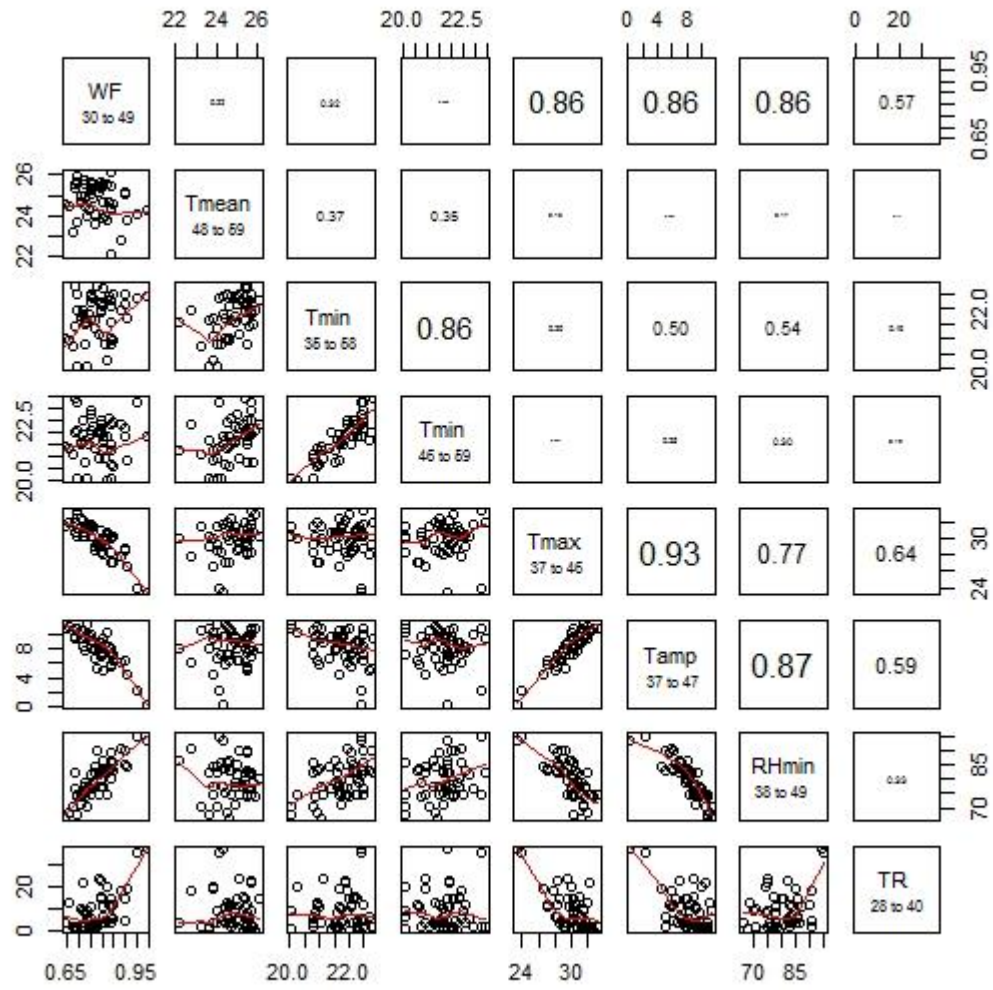 22 24 26 20.0 22.5 0 4 8 0 20
WF 0.86 0.86 0.86 0.57
30 to 49
0.95
0.65
26
24
22
Tmean 0.37 0.35
48 to 59
Tmin 0.86 0.50 0.54
35 to 58
22.0
20.0
22.5
20.0
Tmin
45 to 59
Tmax 0.93 0.77 0.64
37 to 45
30
24
8
4
0
Tamp 0.87 0.59
37 to 47
RHmin
38 to 49
85
70
20
0
TR
28 to 40
0.65 0.95 20.0 22.0 24 30 70 85